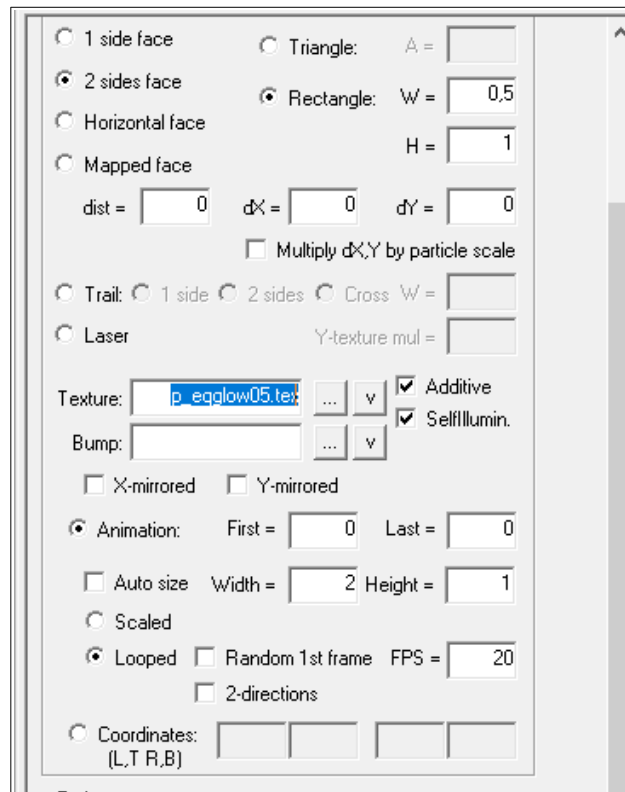 1 side face Triangle: A =
2 sides face Rectangle: W = 0,5
Horizontal face H = 1
Mapped face
dist = 0 dX = 0 dY = 0
Multiply dX,Y by particle scale
Trail: 1 side 2 sides Cross W =
Laser Y-texture mul =
Texture: p_eqglow05.tex ... v Additive
SelfIllumin.
Bump: ... v
X-mirrored Y-mirrored
Animation: First = 0 Last = 0
Auto size Width = 2 Height = 1
Scaled
Looped Random 1st frame FPS = 20
2-directions
Coordinates:
(L,T R,B)